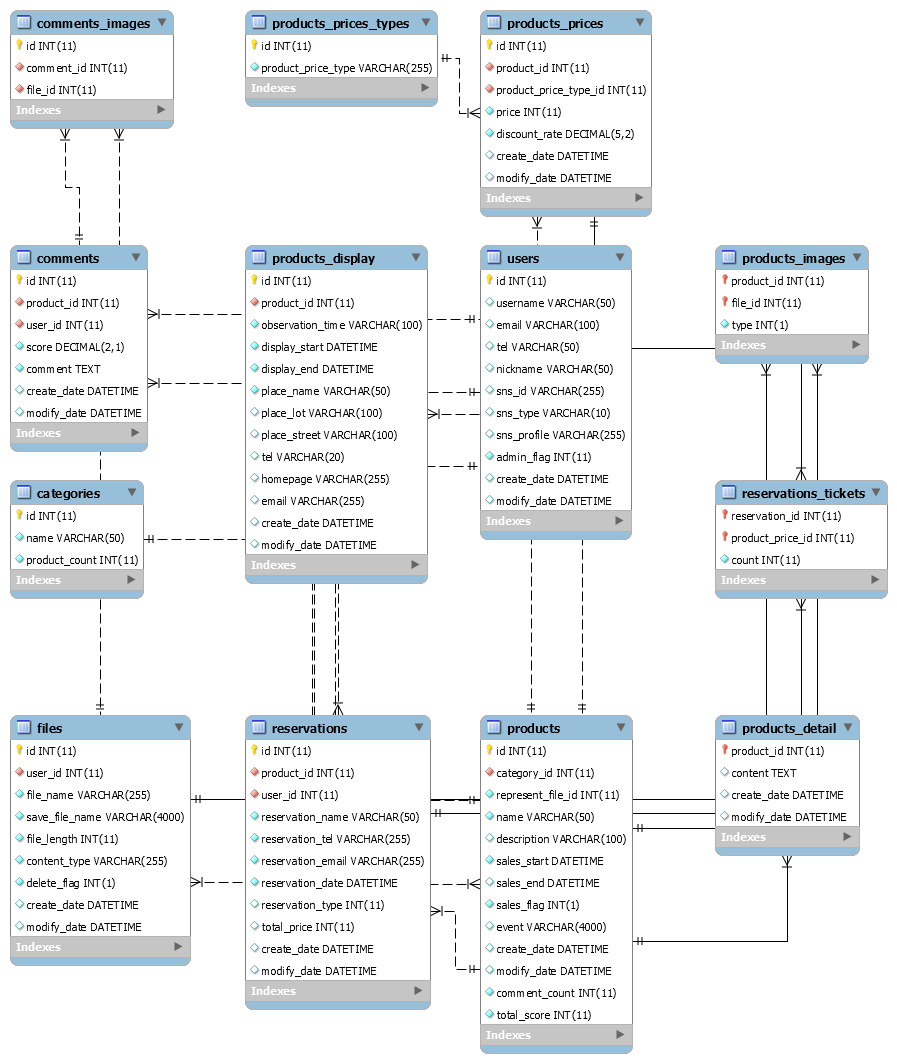 comments_images
id INT(11)
comment_id INT(11)
file_id INT(11)
Indexes
products_prices_types
id INT(11)
product_price_type VARCHAR(255)
Indexes
products_prices
id INT(11)
product_id INT(11)
product_price_type_id INT(11)
price INT(11)
discount_rate DECIMAL(5,2)
create_date DATETIME
modify_date DATETIME
Indexes
comments
id INT(11)
product_id INT(11)
user_id INT(11)
score DECIMAL(2,1)
comment TEXT
create_date DATETIME
modify_date DATETIME
Indexes
products_display
id INT(11)
product_id INT(11)
observation_time VARCHAR(100)
display_start DATETIME
display_end DATETIME
place_name VARCHAR(50)
place_lot VARCHAR(100)
place_street VARCHAR(100)
tel VARCHAR(20)
homepage VARCHAR(255)
email VARCHAR(255)
create_date DATETIME
modify_date DATETIME
Indexes
users
id INT(11)
username VARCHAR(50)
email VARCHAR(100)
tel VARCHAR(50)
nickname VARCHAR(50)
sns_id VARCHAR(255)
sns_type VARCHAR(10)
sns_profile VARCHAR(255)
admin_flag INT(11)
create_date DATETIME
modify_date DATETIME
Indexes
products_images
product_id INT(11)
file_id INT(11)
type INT(1)
Indexes
categories
id INT(11)
name VARCHAR(50)
product_count INT(11)
Indexes
reservations_tickets
reservation_id INT(11)
product_price_id INT(11)
count INT(11)
Indexes
files
id INT(11)
user_id INT(11)
file_name VARCHAR(255)
save_file_name VARCHAR(4000)
file_length INT(11)
content_type VARCHAR(255)
delete_flag INT(1)
create_date DATETIME
modify_date DATETIME
Indexes
reservations
id INT(11)
product_id INT(11)
user_id INT(11)
reservation_name VARCHAR(50)
reservation_tel VARCHAR(255)
reservation_email VARCHAR(255)
reservation_date DATETIME
reservation_type INT(11)
total_price INT(11)
create_date DATETIME
modify_date DATETIME
Indexes
products
id INT(11)
category_id INT(11)
represent_file_id INT(11)
name VARCHAR(50)
description VARCHAR(100)
sales_start DATETIME
sales_end DATETIME
sales_flag INT(1)
event VARCHAR(4000)
create_date DATETIME
modify_date DATETIME
comment_count INT(11)
total_score INT(11)
Indexes
products_detail
product_id INT(11)
content TEXT
create_date DATETIME
modify_date DATETIME
Indexes